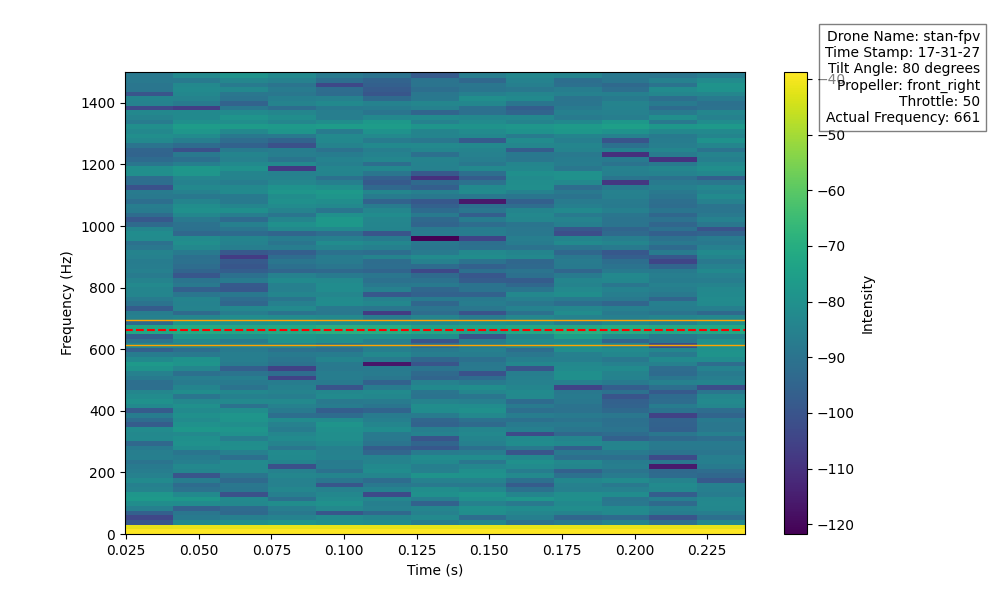 Drone Name: stan-fpv
Time Stamp: 17-31-27
Tilt Angle: 80 degrees
Propeller: front_right
Throttle: 50
Actual Frequency: 661
Frequency (Hz)
1400
1200
1000
800
600
400
200
0
0.025
0.050
0.075
0.100
0.125
0.150
0.175
0.200
0.225
Time (s)
−40
−50
−60
−70
−80
−90
−100
−110
−120
Intensity